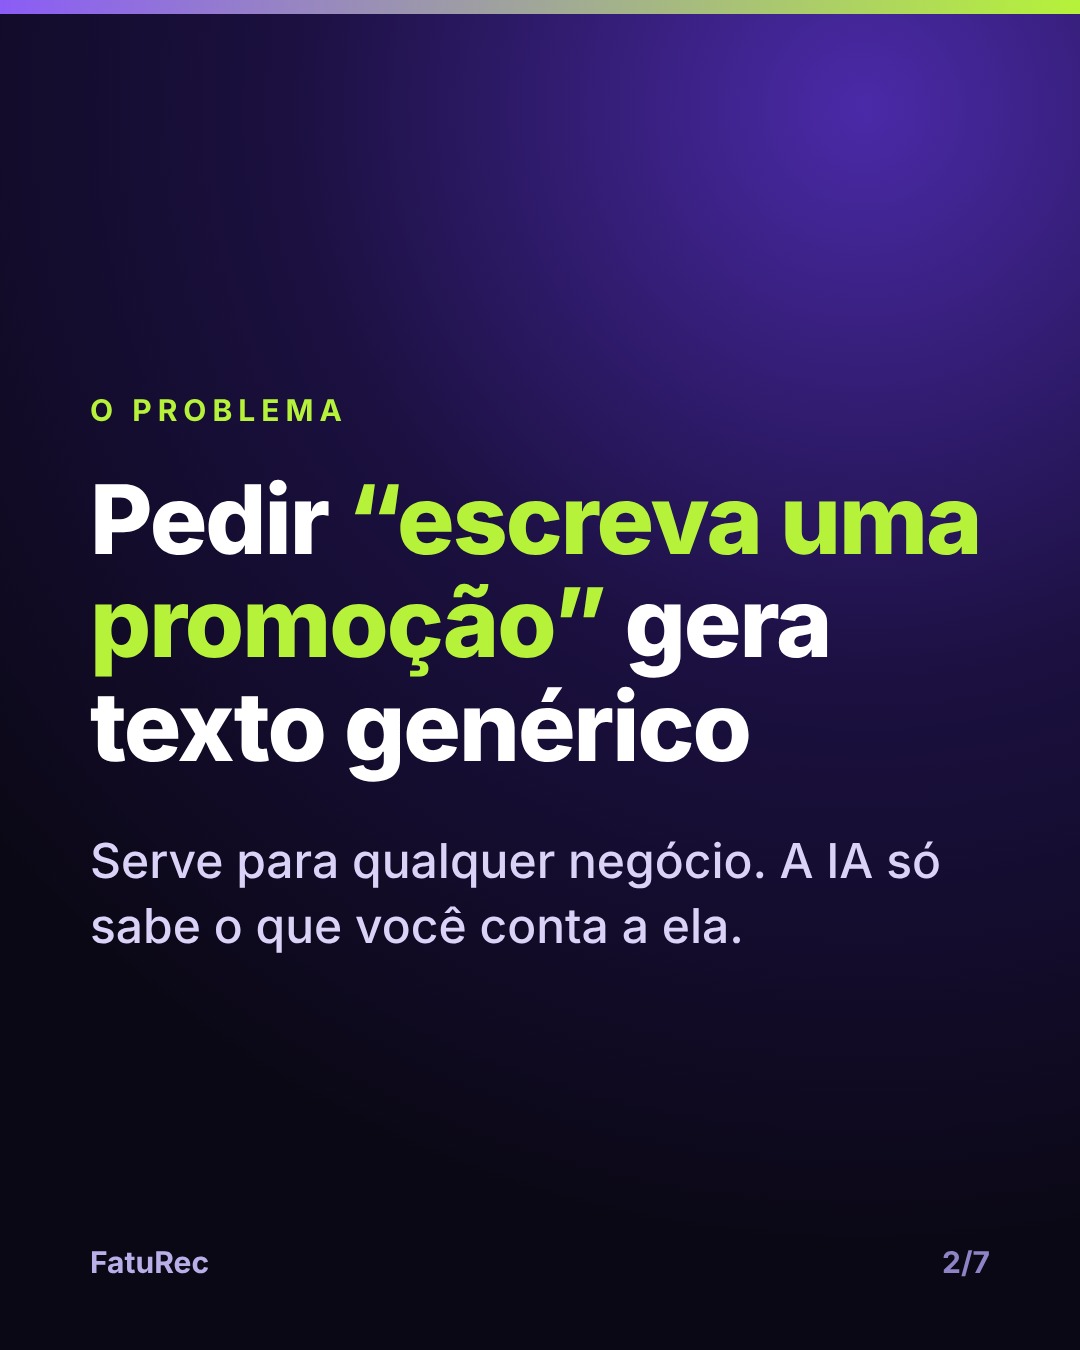 O PROBLEMA
Pedir “escreva uma
promoção” gera
texto genérico
Serve para qualquer negócio. A IA só
sabe o que você conta a ela.
FatuRec
2/7